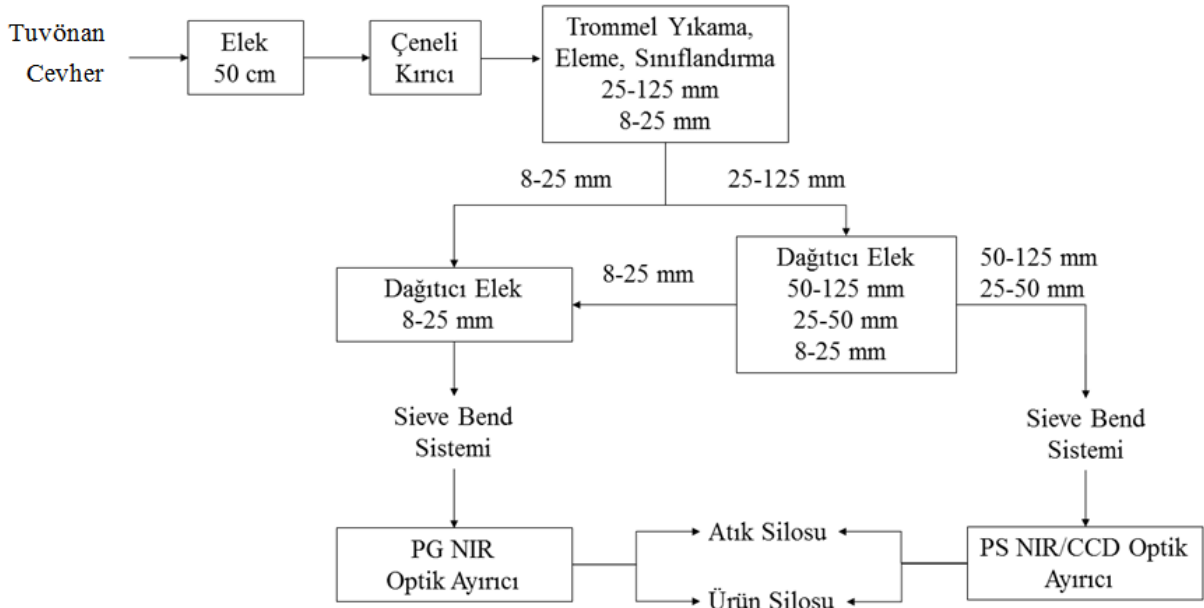 Tuvönan
Cevher
Elek
50 cm
Çeneli
Kırıcı
Trommel Yıkama,
Eleme, Sınıflandırma
25-125 mm
8-25 mm
8-25 mm
25-125 mm
Dağıtıcı Elek
8-25 mm
8-25 mm
Dağıtıcı Elek
50-125 mm
25-50 mm
8-25 mm
50-125 mm
25-50 mm
Sieve Bend
Sistemi
Sieve Bend
Sistemi
PG NIR
Optik Ayırıcı
Atık Silosu
Ürün Silosu
PS NIR/CCD Optik
Ayırıcı